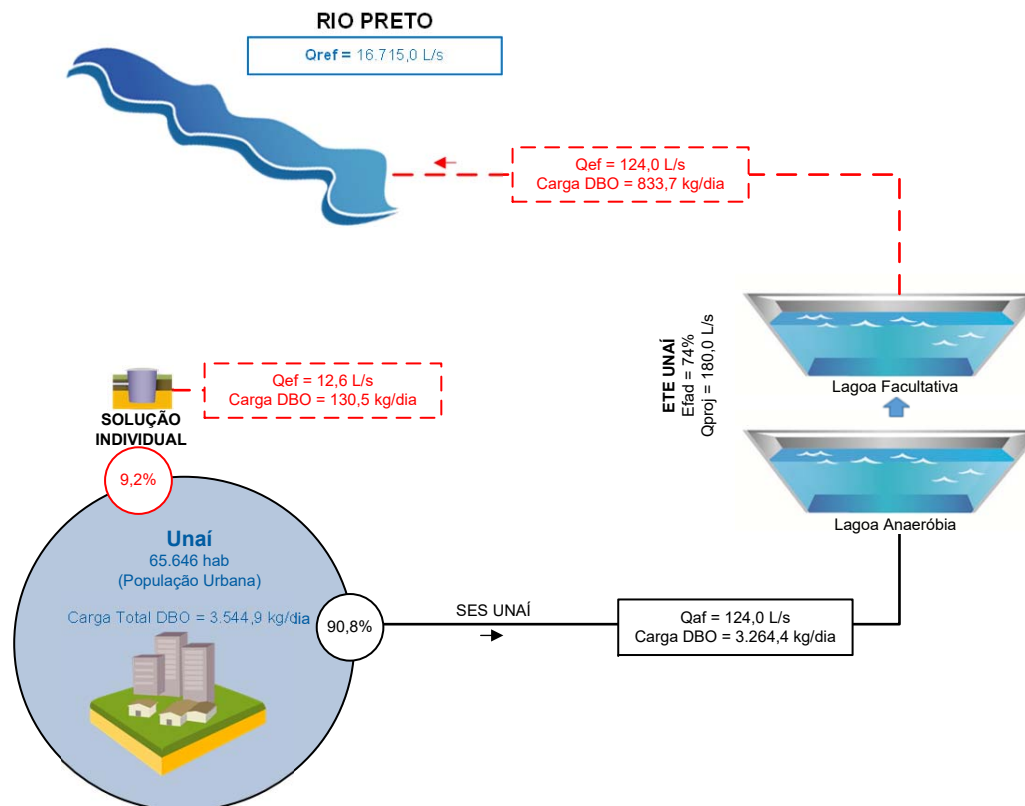 RIO PRETO
Qref = 16.715,0 L/s
Qef = 124,0 L/s
Carga DBO = 833,7 kg/dia
ETE UNAÍ
Efad = 74%
Qproj = 180,0 L/s
Lagoa Facultativa
Lagoa Anaeróbia
Qef = 12,6 L/s
Carga DBO = 130,5 kg/dia
SOLUÇÃO
INDIVIDUAL
9,2%
Unaí
65.646 hab
(População Urbana)
Carga Total DBO = 3.544,9 kg/dia
90,8%
SES UNAÍ
Qaf = 124,0 L/s
Carga DBO = 3.264,4 kg/dia